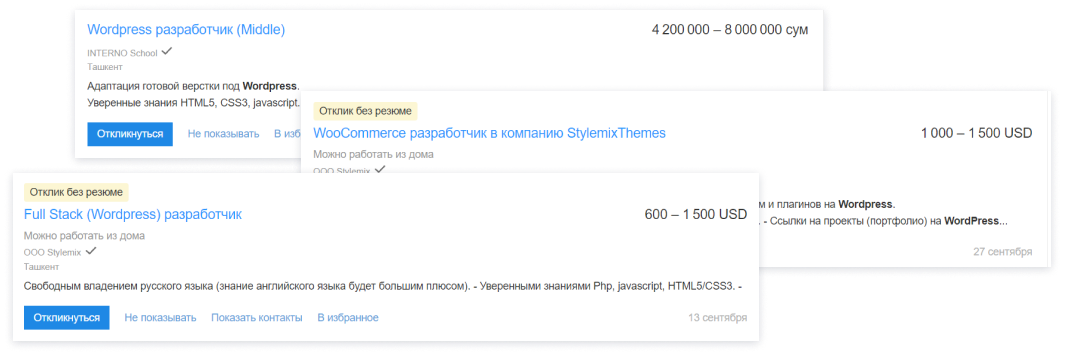 Wordpress разработчик (Middle)
4 200 000 – 8 000 000 сум
INTERNO School
Ташкент
Адаптация готовой верстки под Wordpress.
Уверенные знания HTML5, CSS3, javascript.
Откликнуться Не показывать В изб
Отклик без резюме
WooCommerce разработчик в компанию StylemixThemes
1 000 – 1 500 USD
Можно работать из дома
ООО Stylemix
м и плагинов на Wordpress.
. - Ссылки на проекты (портфолио) на WordPress...
27 сентября
Отклик без резюме
Full Stack (Wordpress) разработчик
600 – 1 500 USD
Можно работать из дома
ООО Stylemix
Ташкент
Свободным владением русского языка (знание английского языка будет большим плюсом). - Уверенными знаниями Php, javascript, HTML5/CSS3. -
Откликнуться Не показывать Показать контакты В избранное
13 сентября